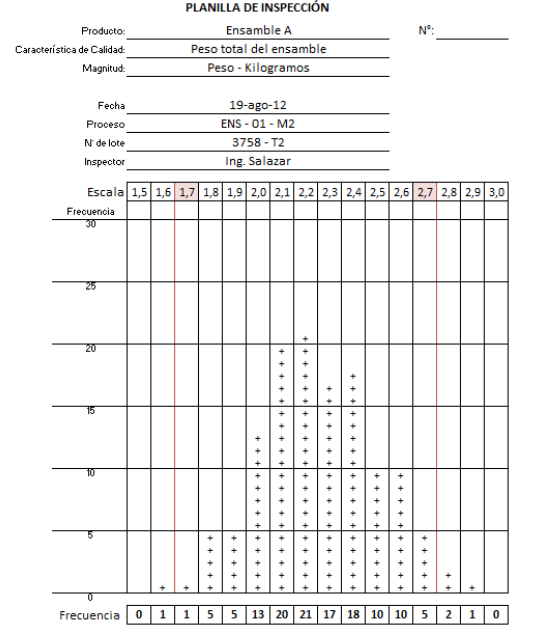 PLANILLA DE INSPECCIÓN
Producto: Ensamble A N°:
Característica de Calidad: Peso total del ensamble
Magnitud: Peso - Kilogramos
Fecha 19-ago-12
Proceso ENS - 01 - M2
N° de lote 3758 - T2
Inspector Ing. Salazar
Escala 1,5 1,6 1,7 1,8 1,9 2,0 2,1 2,2 2,3 2,4 2,5 2,6 2,7 2,8 2,9 3,0
Frecuencia
30
25
20
15
10
5
0
Frecuencia 0 1 1 5 5 13 20 21 17 18 10 10 5 2 1 0